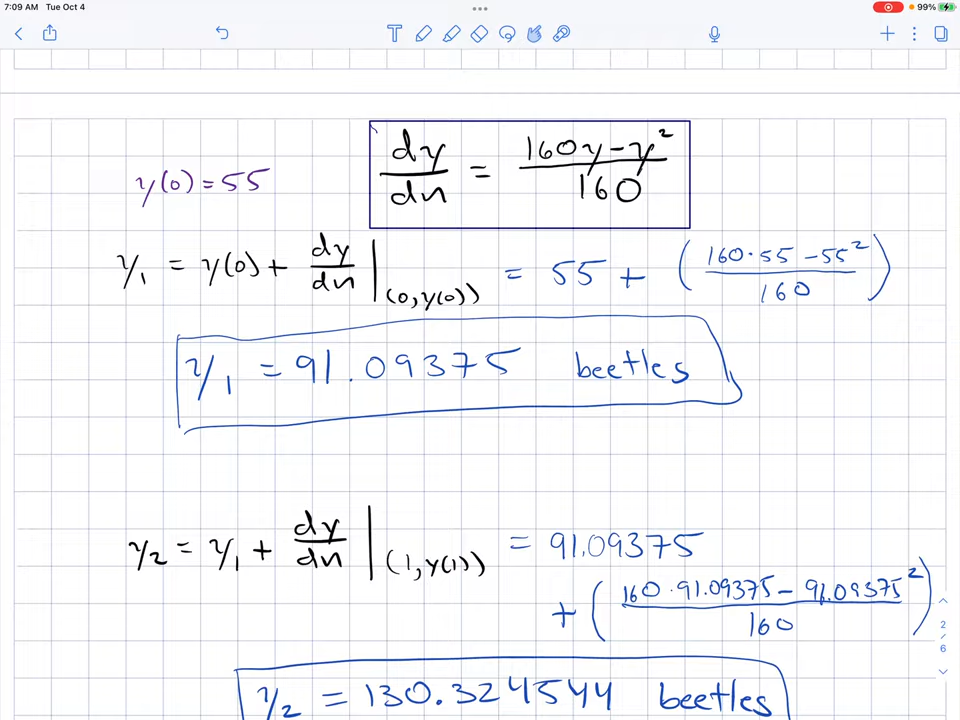 7:09 AM Tue Oct 4
99%
T
y(0) = 55
dy/dn = (160y - y²)/160
y₁ = y(0) + dy/dn |(0, y(0)) = 55 + ((160·55 - 55²)/160)
y₁ = 91.09375 beetles
y₂ = y₁ + dy/dn |(1, y(1)) = 91.09375
+ ((160·91.09375 - 91.09375²)/160)
2
/
6
y₂ = 130.324544 beetles